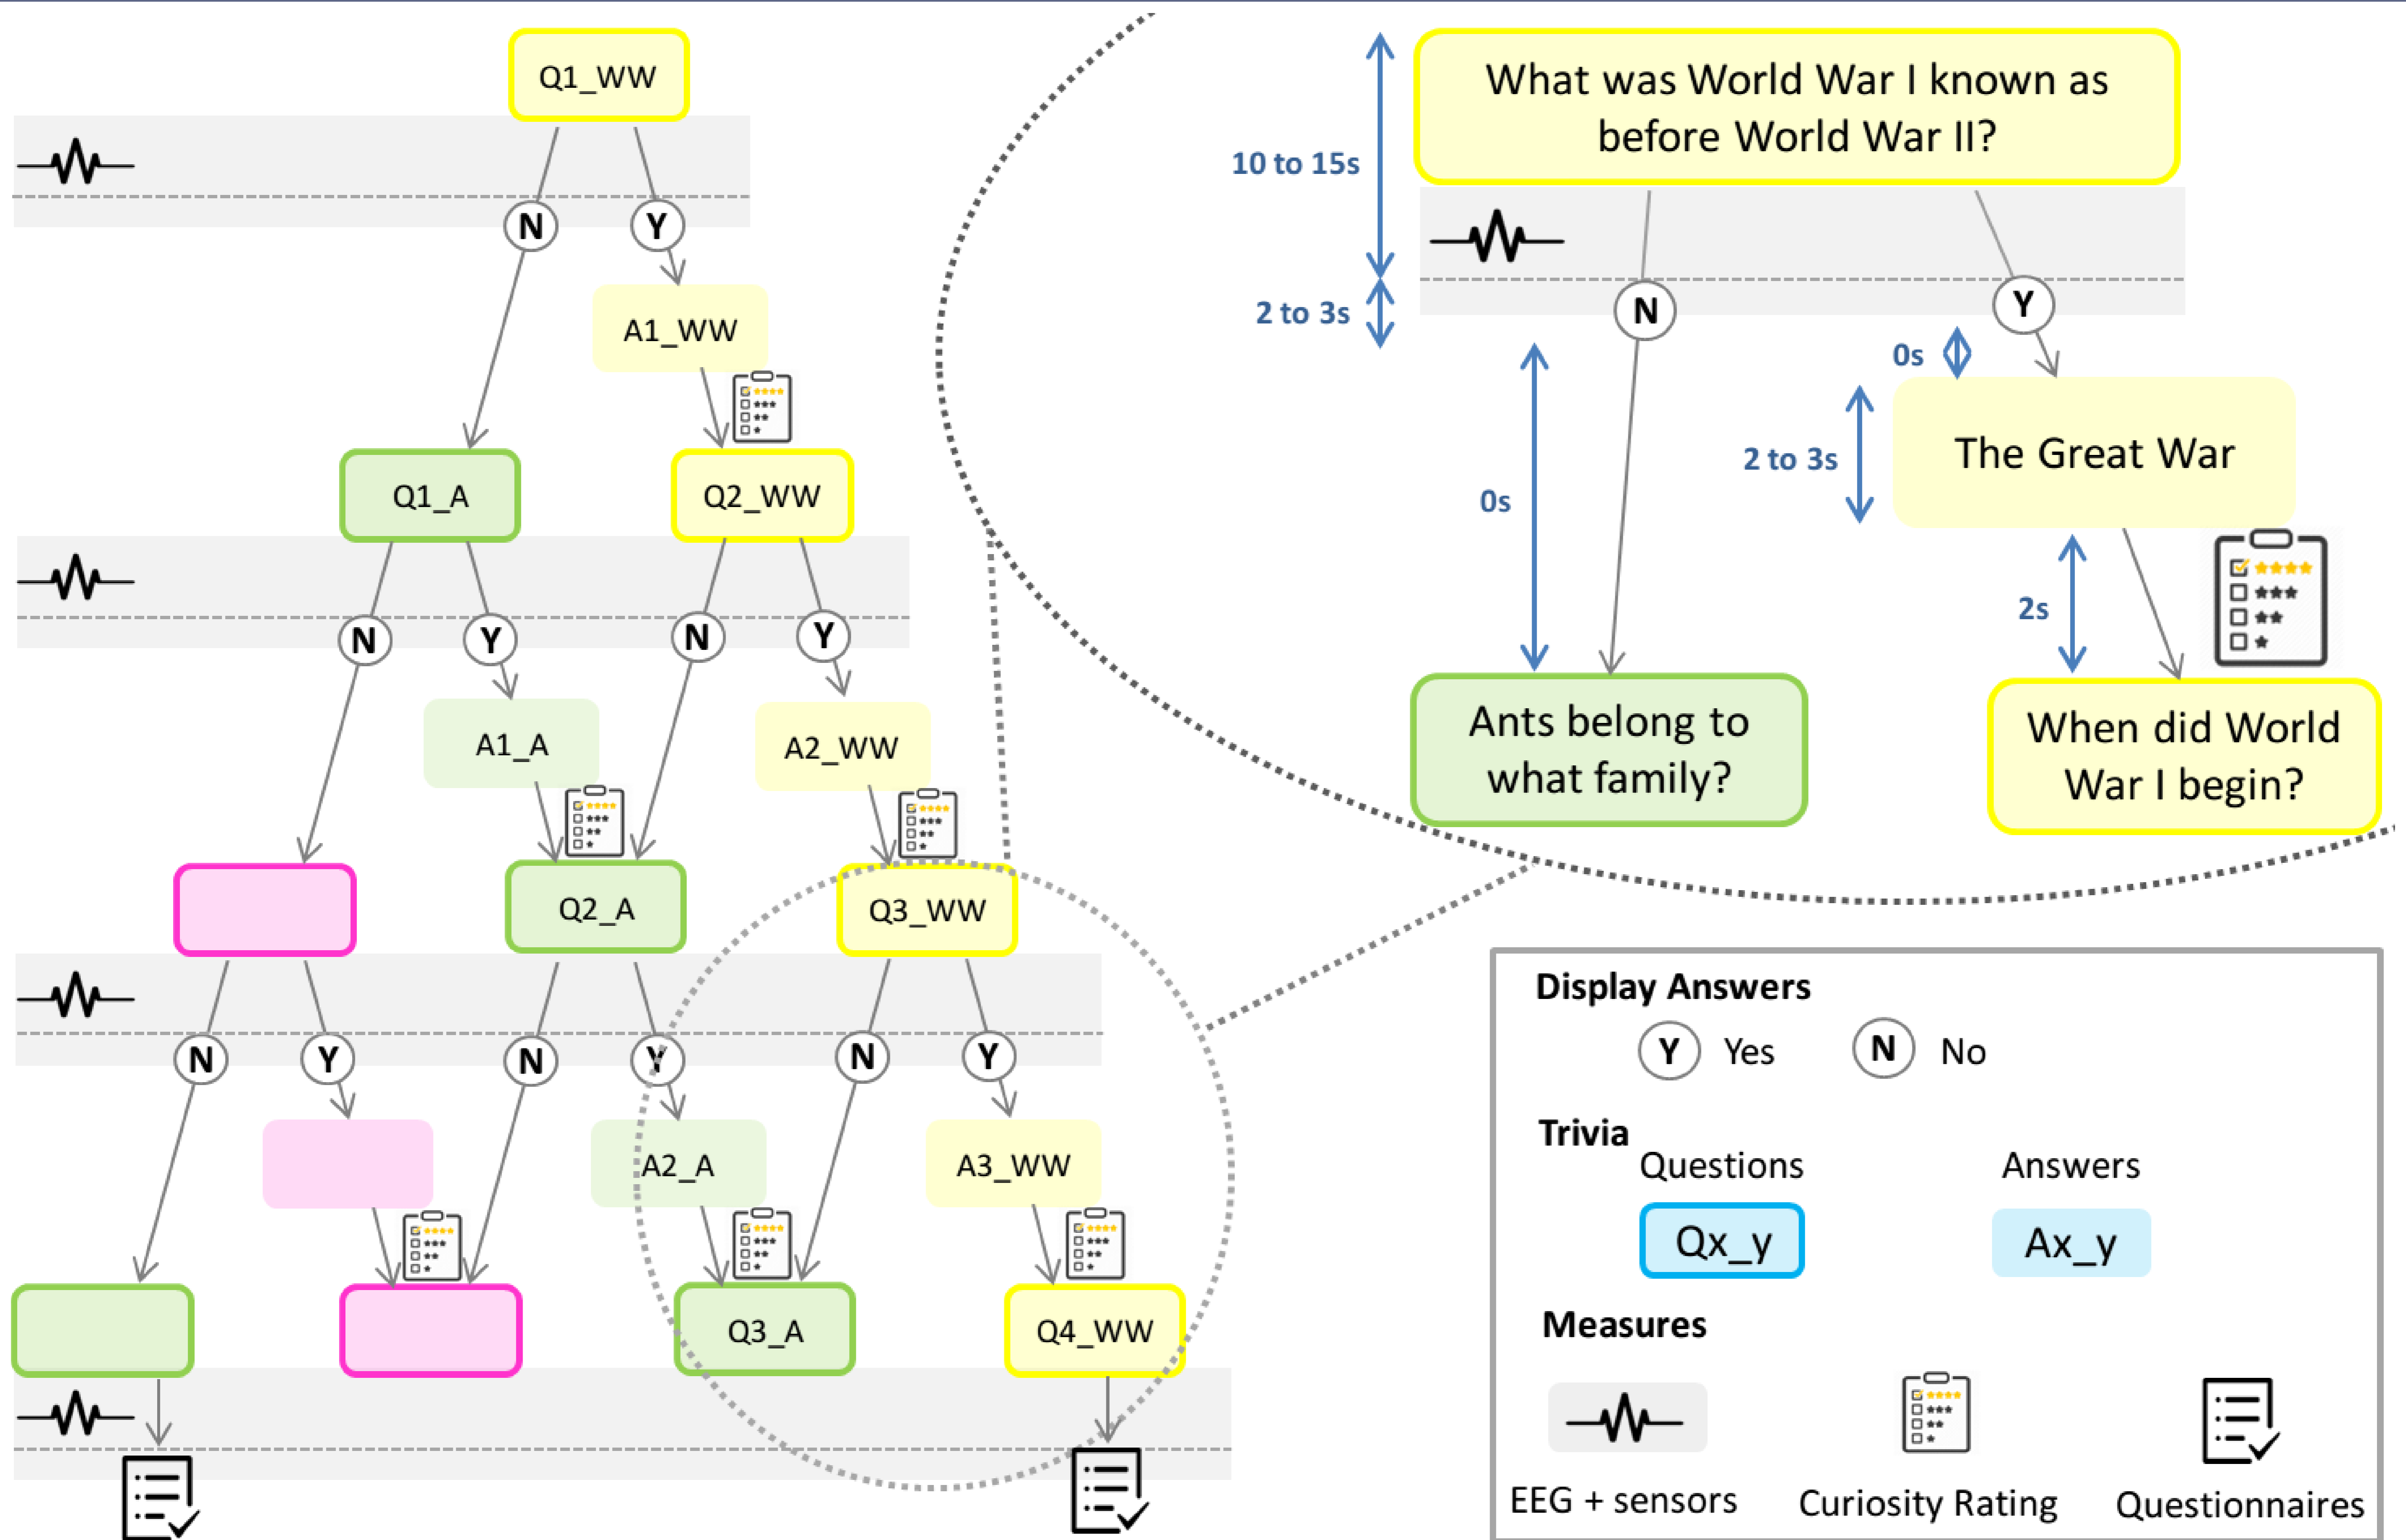 Q1_WW
N
Y
A1_WW
Q1_A
Q2_WW
N
Y
N
Y
A1_A
A2_WW
Q2_A
Q3_WW
N
Y
N
Y
N
Y
A2_A
A3_WW
Q3_A
Q4_WW
What was World War I known as
before World War II?
10 to 15s
2 to 3s
N
Y
0s
The Great War
2 to 3s
0s
2s
Ants belong to
what family?
When did World
War I begin?
Display Answers
Y Yes N No
Trivia
Questions Answers
Qx_y Ax_y
Measures
EEG + sensors Curiosity Rating Questionnaires